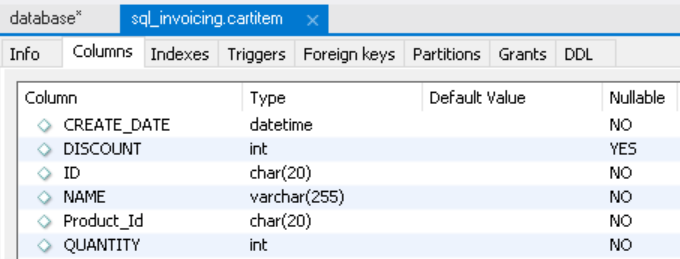 database* sql_invoicing.cartitem
Info Columns Indexes Triggers Foreign keys Partitions Grants DDL
Column Type Default Value Nullable
CREATE_DATE datetime NO
DISCOUNT int YES
ID char(20) NO
NAME varchar(255) NO
Product_Id char(20) NO
QUANTITY int NO